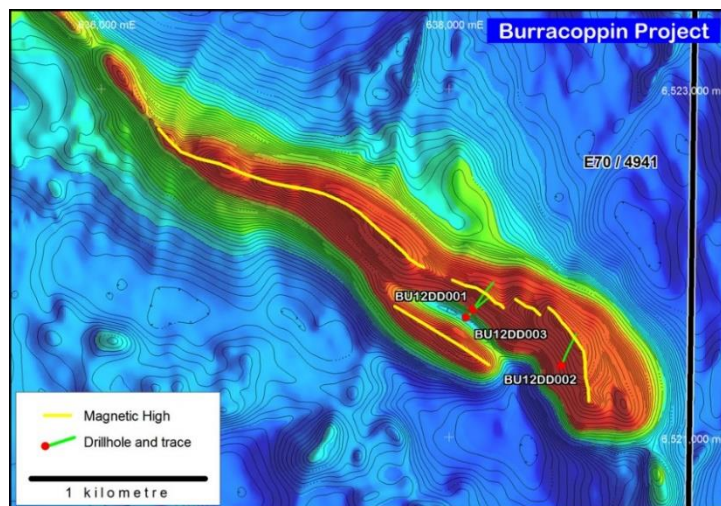 636,000 mE
638,000 mE
Burracoppin Project
6,523,000 m
E70 / 4941
BU12DD001
BU12DD003
BU12DD002
6,521,000 m
Magnetic High
Drillhole and trace
1 kilometre